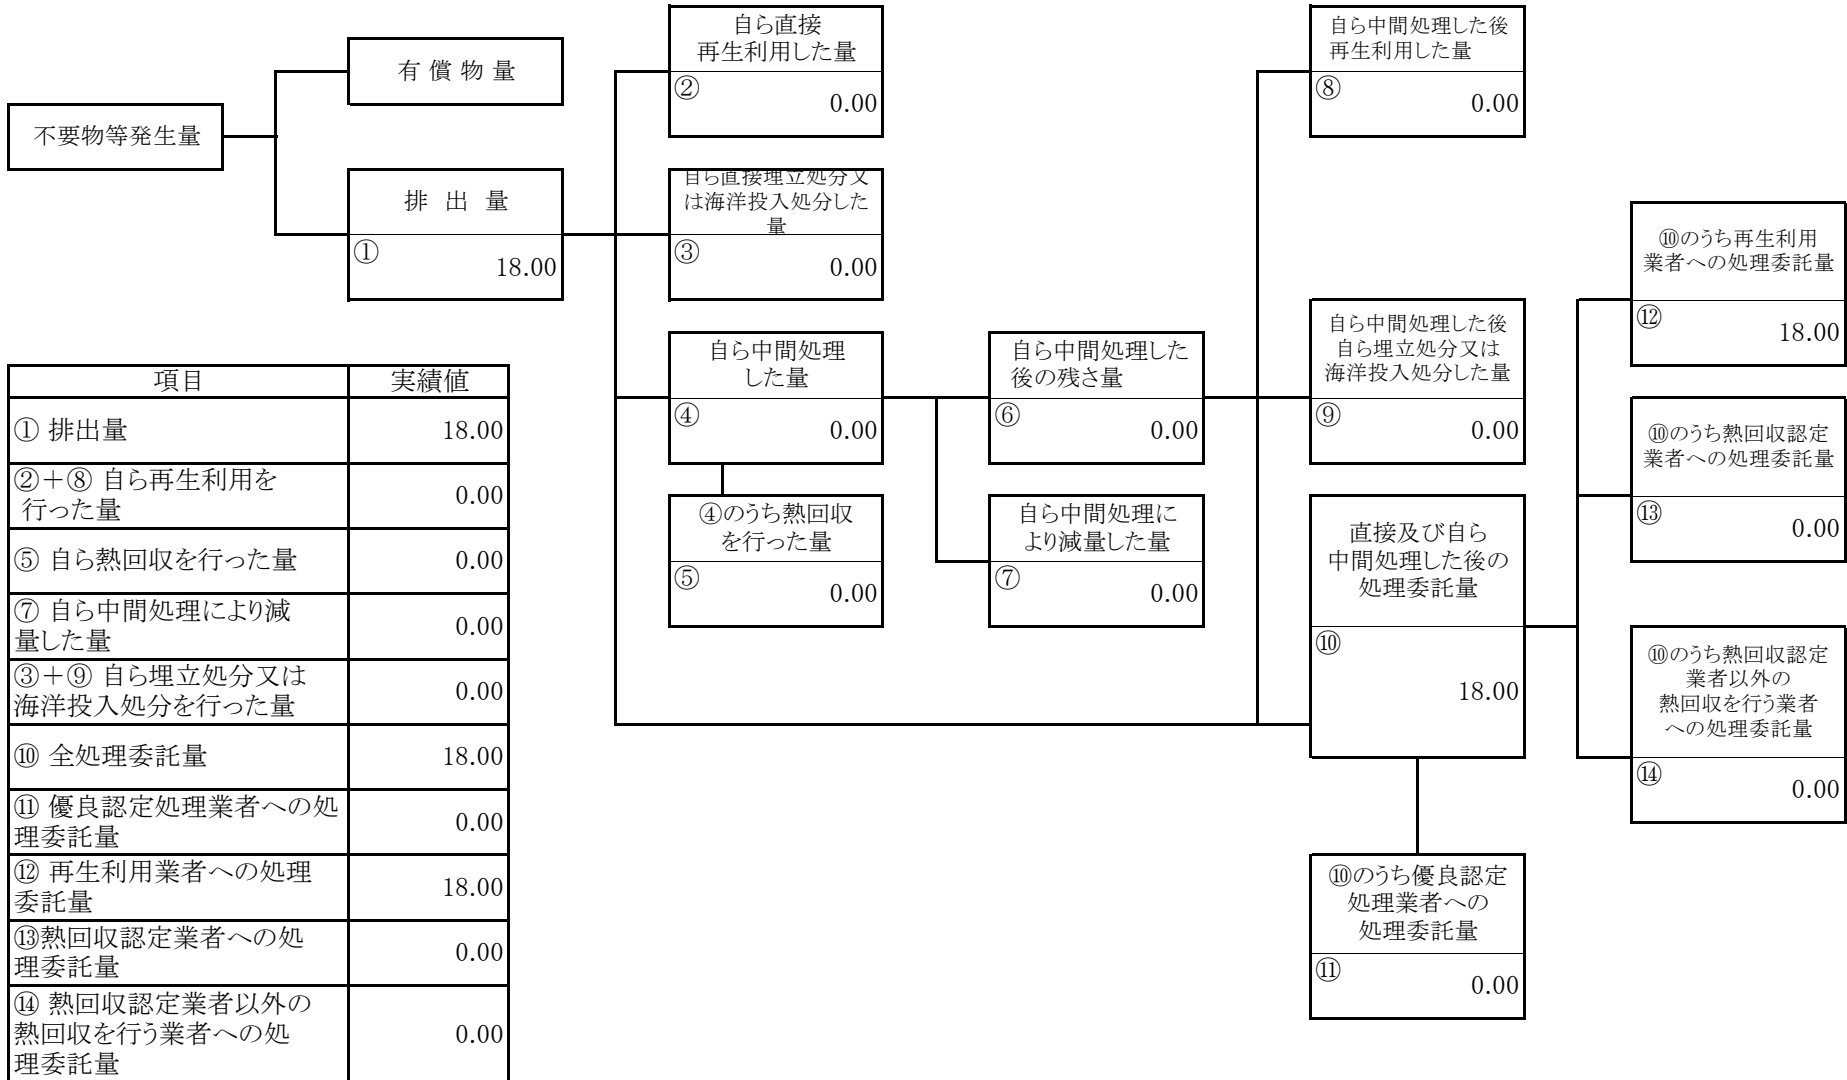 不要物等発生量
有償物量
排出量
①
18.00
自ら直接
再生利用した量
②
0.00
自ら直接埋立処分又
は海洋投入処分した
量
③
0.00
自ら中間処理
した量
④
0.00
④のうち熱回収
を行った量
⑤
0.00
自ら中間処理した
後の残さ量
⑥
0.00
自ら中間処理に
より減量した量
⑦
0.00
自ら中間処理した後
再生利用した量
⑧
0.00
自ら中間処理した後
自ら埋立処分又は
海洋投入処分した量
⑨
0.00
直接及び自ら
中間処理した後の
処理委託量
⑩
18.00
⑩のうち優良認定
処理業者への
処理委託量
⑪
0.00
⑩のうち再生利用
業者への処理委託量
⑫
18.00
⑩のうち熱回収認定
業者への処理委託量
⑬
0.00
⑩のうち熱回収認定
業者以外の
熱回収を行う業者
への処理委託量
⑭
0.00
項目 実績値
① 排出量 18.00
②+⑧ 自ら再生利用を
行った量 0.00
⑤ 自ら熱回収を行った量 0.00
⑦ 自ら中間処理により減
量した量 0.00
③+⑨ 自ら埋立処分又は
海洋投入処分を行った量 0.00
⑩ 全処理委託量 18.00
⑪ 優良認定処理業者への処
理委託量 0.00
⑫ 再生利用業者への処理
委託量 18.00
⑬熱回収認定業者への処
理委託量 0.00
⑭ 熱回収認定業者以外の
熱回収を行う業者への処
理委託量 0.00